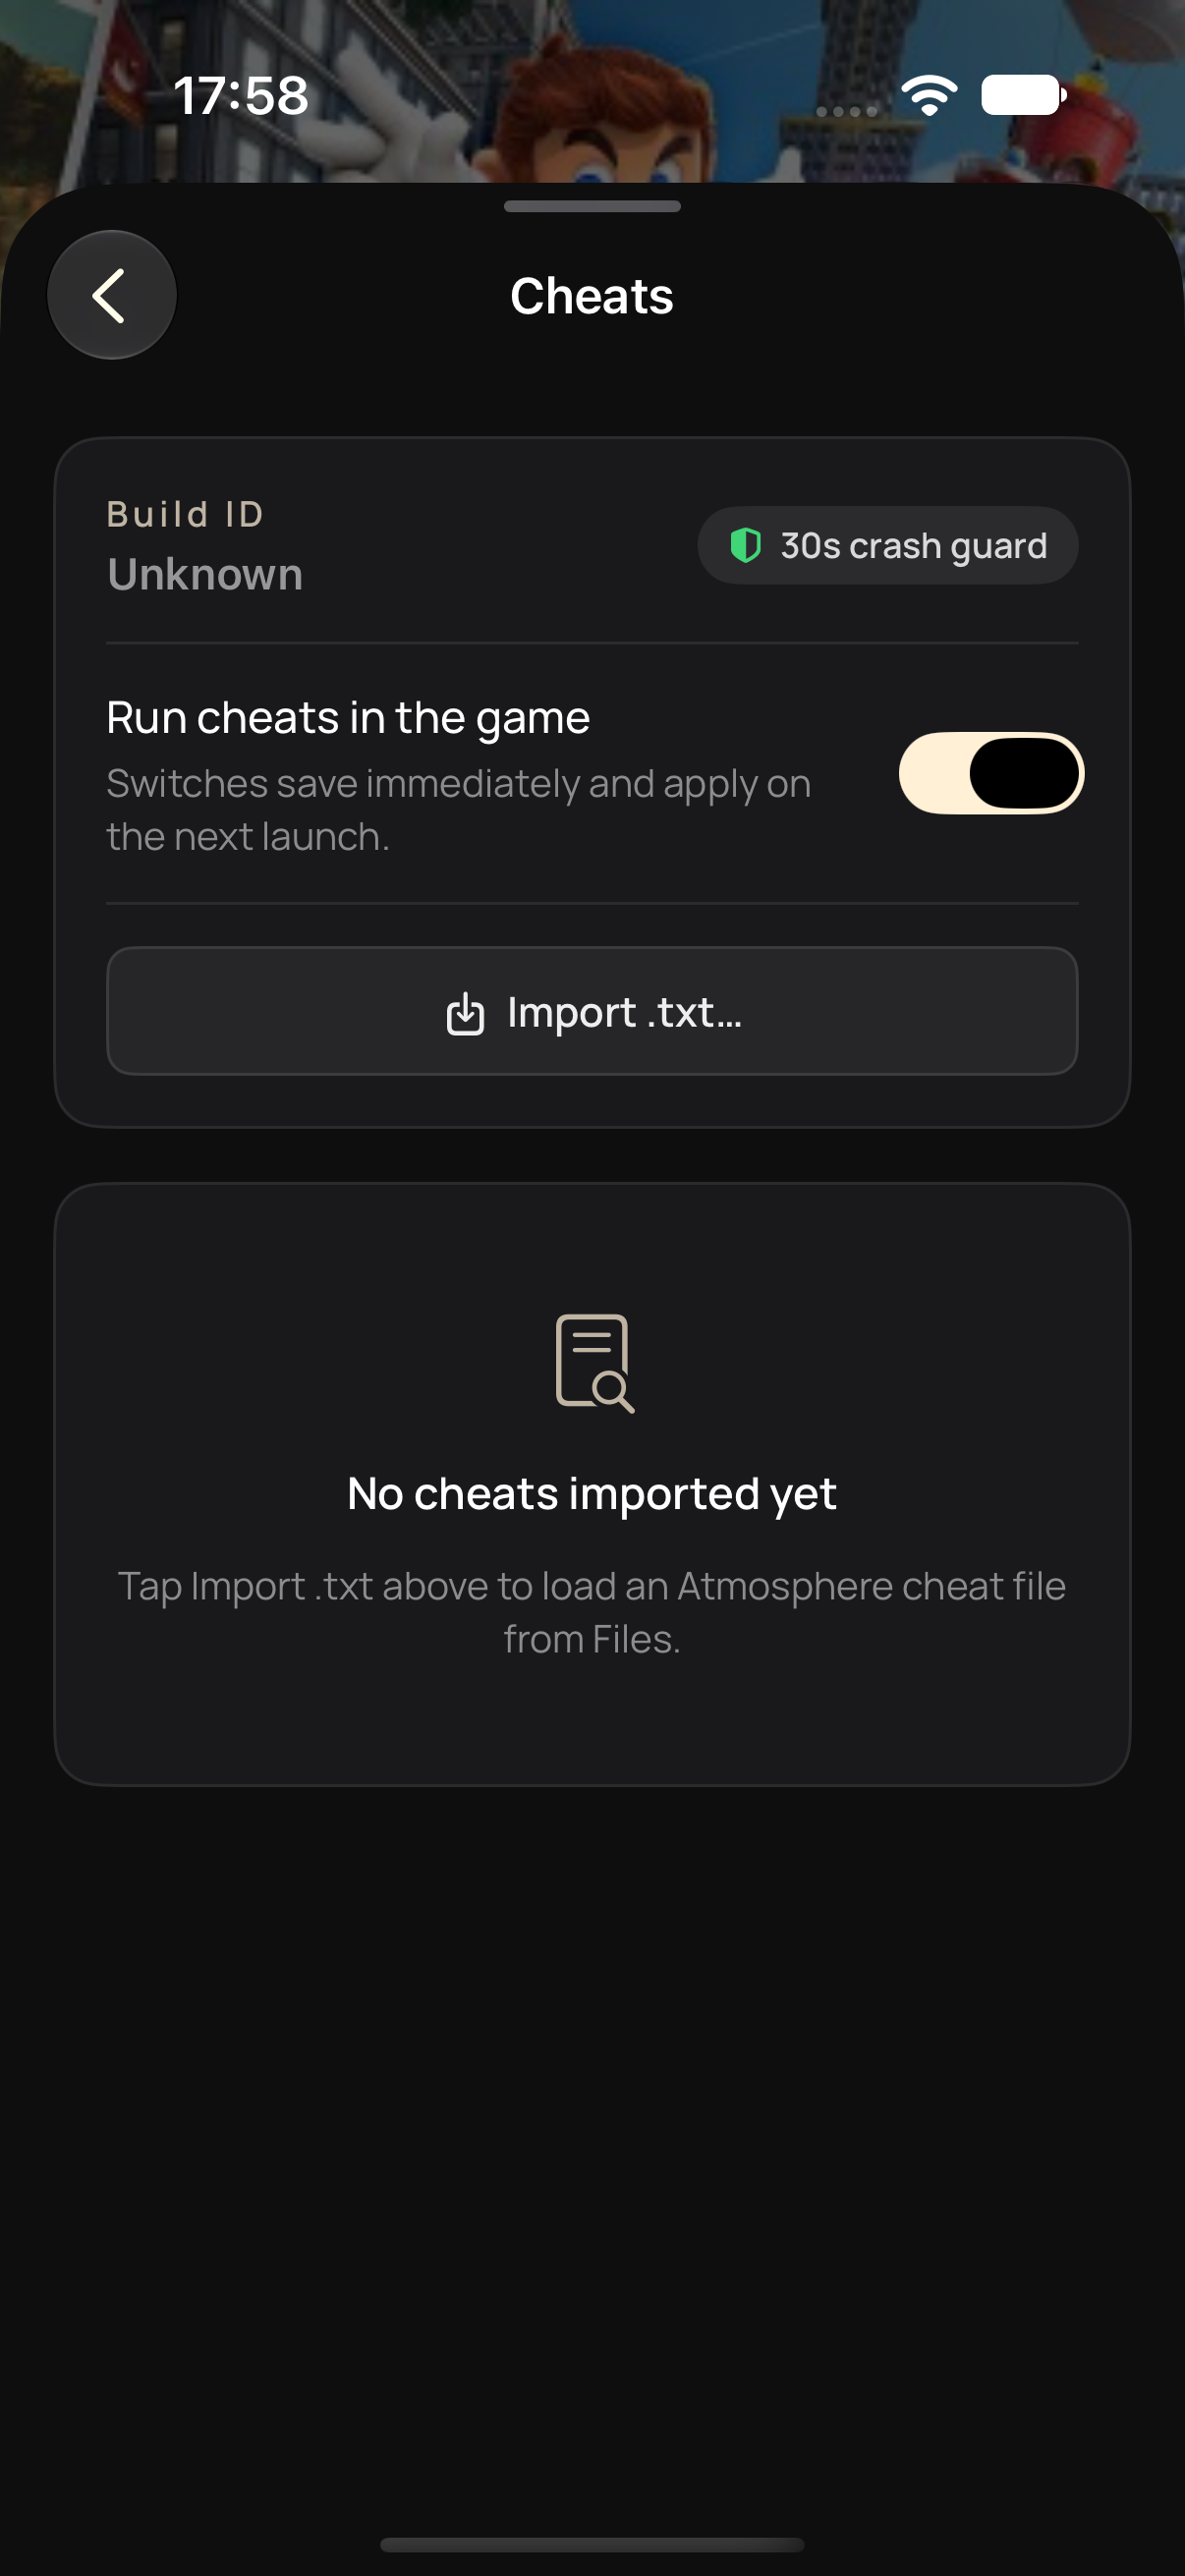 17:58
Cheats
Build ID
Unknown
30s crash guard
Run cheats in the game
Switches save immediately and apply on
the next launch.
Import .txt...
No cheats imported yet
Tap Import .txt above to load an Atmosphere cheat file
from Files.